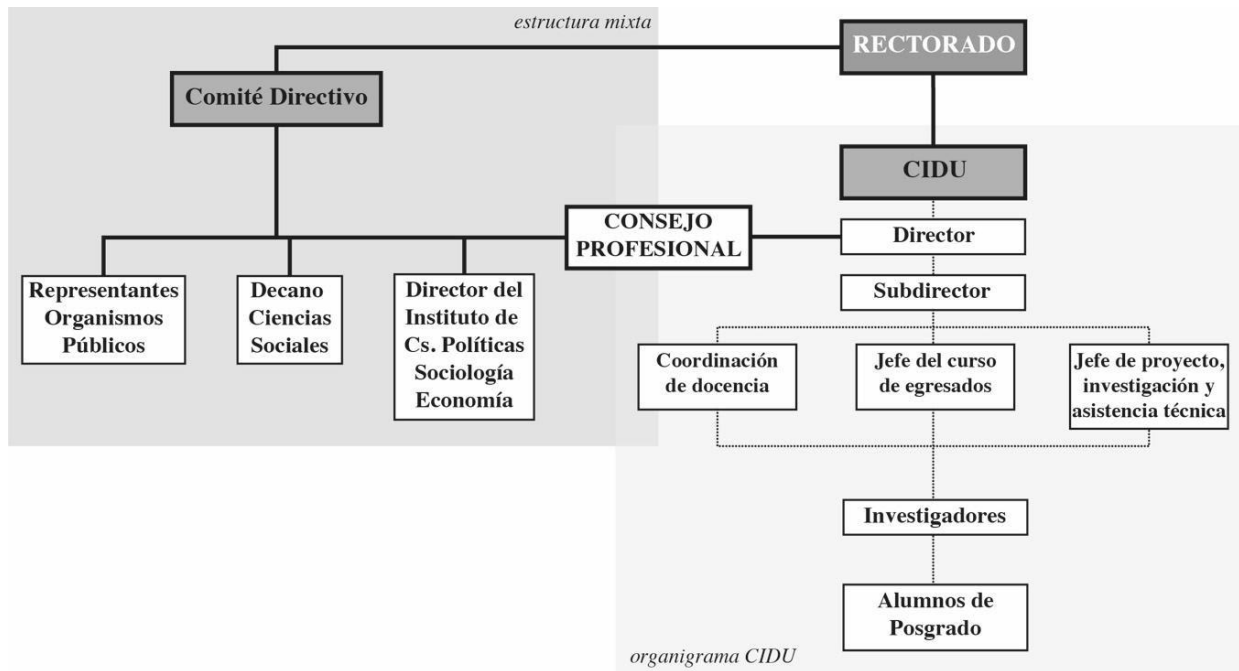 estructura mixta
RECTORADO
Comité Directivo
CIDU
CONSEJO
PROFESIONAL
Director
Subdirector
Representantes
Organismos
Públicos
Decano
Ciencias
Sociales
Director del
Instituto de
Cs. Políticas
Sociología
Economía
Coordinación
de docencia
Jefe del curso
de egresados
Jefe de proyecto,
investigación y
asistencia técnica
Investigadores
Alumnos de
Posgrado
organigrama CIDU